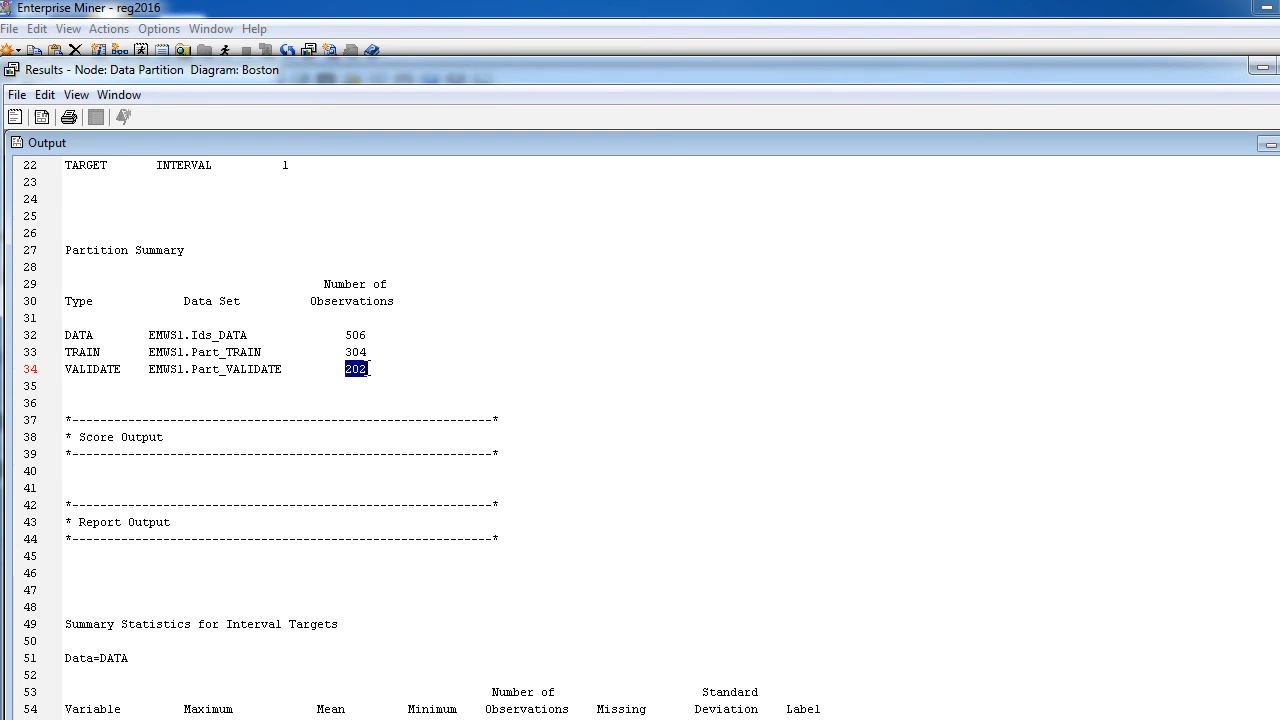 Enterprise Miner - reg2016
File Edit View Actions Options Window Help
Results - Node: Data Partition Diagram: Boston
File Edit View Window
Output
22 TARGET INTERVAL 1
23
24
25
26
27 Partition Summary
28
29 Number of
30 Type Data Set Observations
31
32 DATA EMWS1.Ids_DATA 506
33 TRAIN EMWS1.Part_TRAIN 304
34 VALIDATE EMWS1.Part_VALIDATE 202
35
36
37 *------------------------------------------------------------*
38 * Score Output
39 *------------------------------------------------------------*
40
41
42 *------------------------------------------------------------*
43 * Report Output
44 *------------------------------------------------------------*
45
46
47
48
49 Summary Statistics for Interval Targets
50
51 Data=DATA
52
53 Number of Standard
54 Variable Maximum Mean Minimum Observations Missing Deviation Label